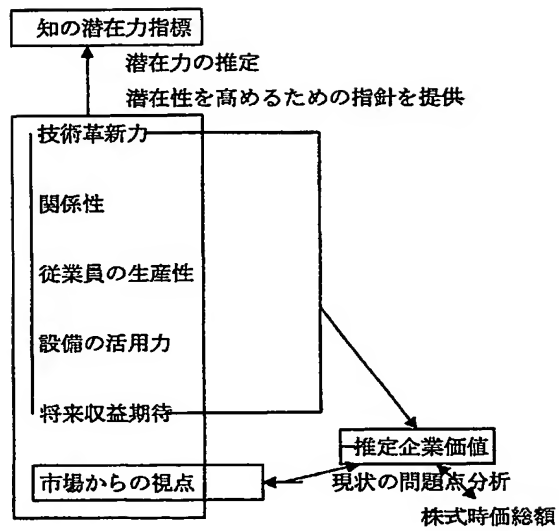 知の潜在力指標
潜在力の推定
潜在性を高めるための指針を提供
技術革新力
関係性
従業員の生産性
設備の活用力
将来収益期待
推定企業価値
市場からの視点
現状の問題点分析
株式時価総額